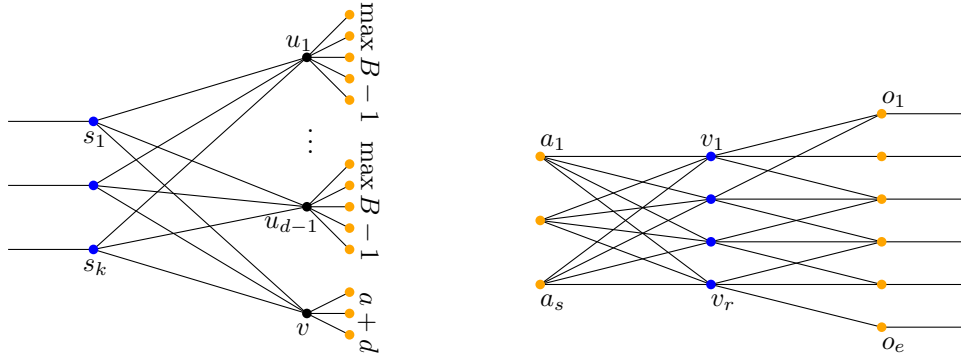 u_1
max B − 1
s_1
⋮
max B − 1
u_{d−1}
s_k
a + d
v
o_1
a_1
v_1
a_s
v_r
o_e